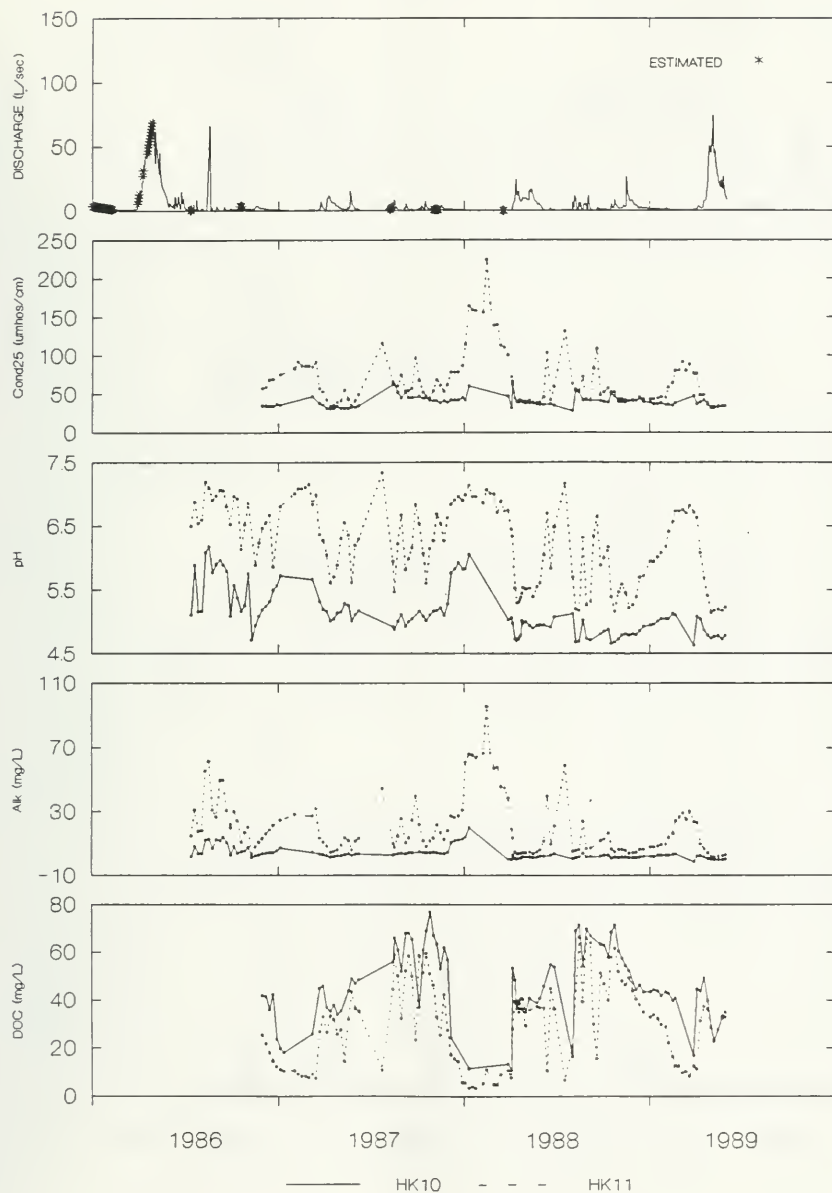 150
100
50
0
DISCHARGE (L/sec)
ESTIMATED *
250
200
150
100
50
0
Cond25 (umhos/cm)
7.5
6.5
5.5
4.5
pH
110
70
30
-10
Alk (mg/L)
80
60
40
20
0
DOC (mg/L)
1986 1987 1988 1989
HK10 HK11